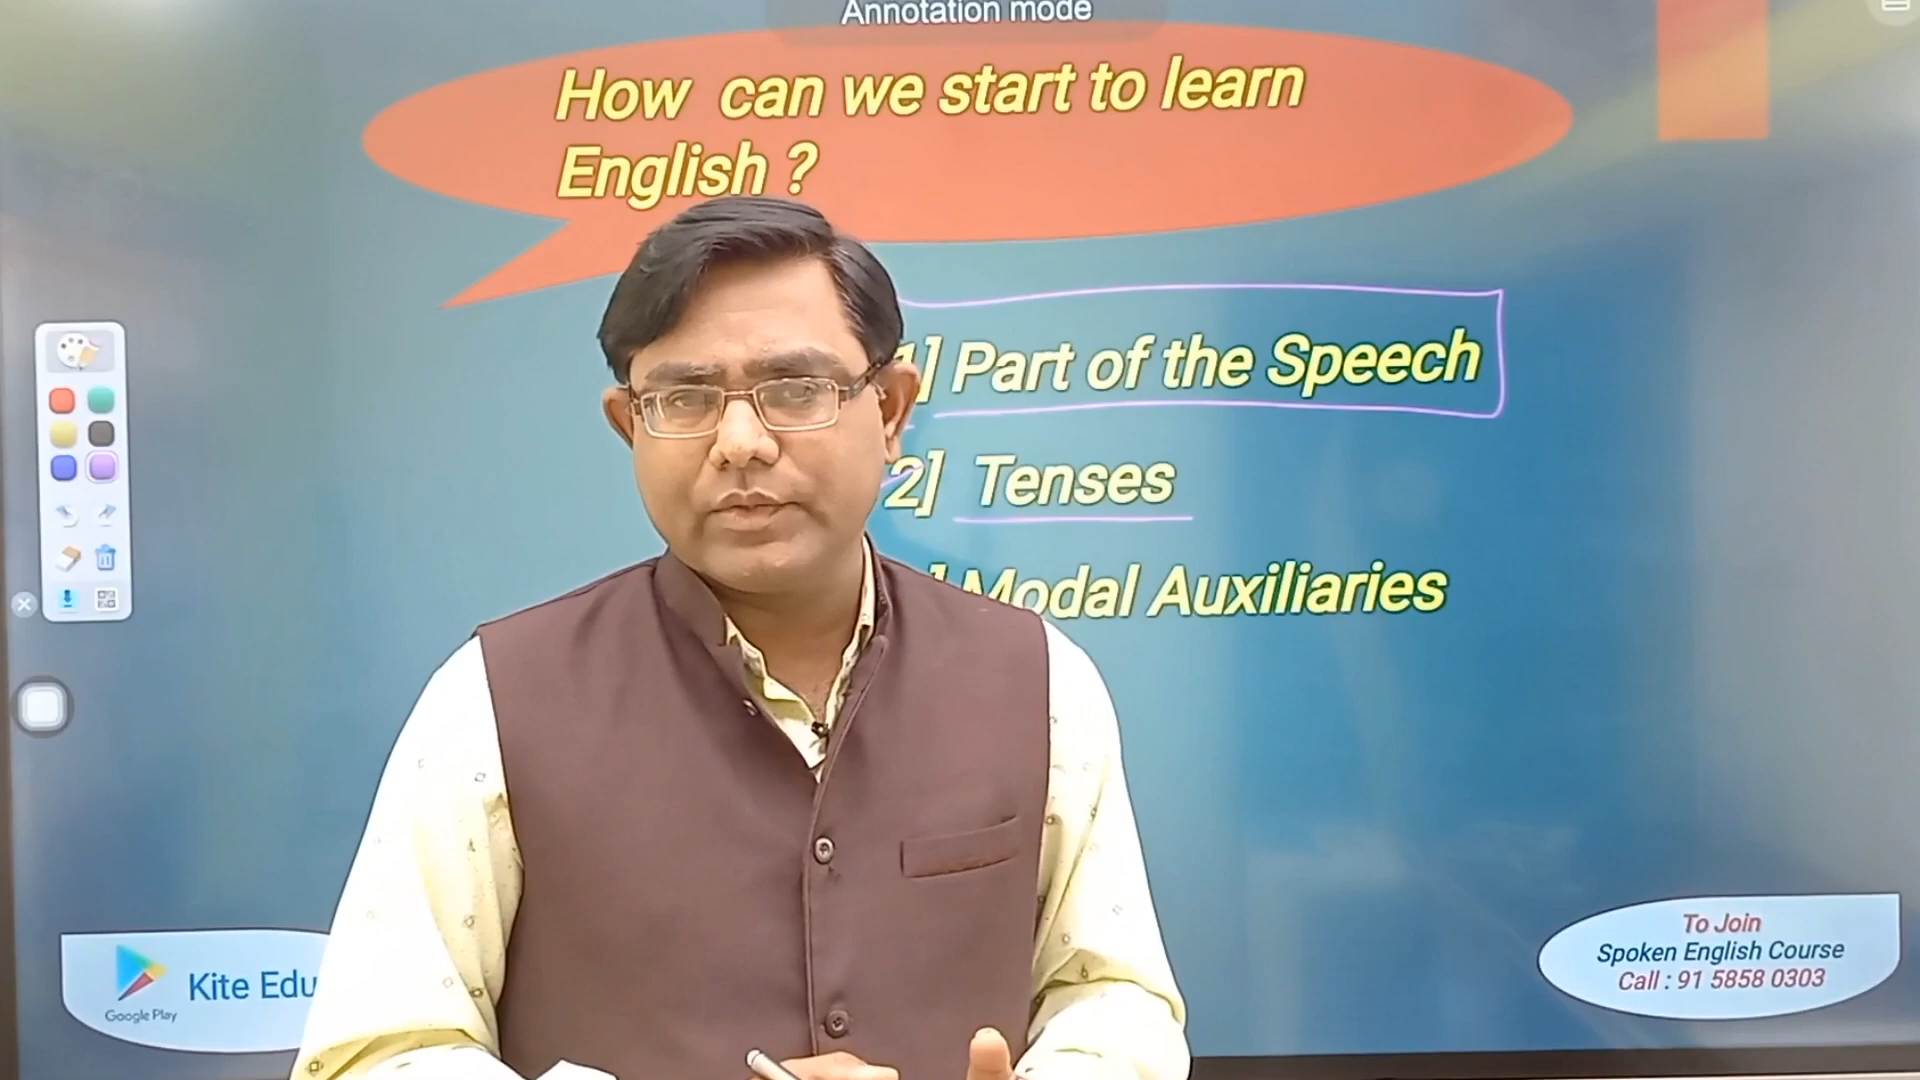 Annotation mode
How can we start to learn
English ?
1] Part of the Speech
2] Tenses
] Modal Auxiliaries
Google Play
Kite Edu
To Join
Spoken English Course
Call : 91 5858 0303